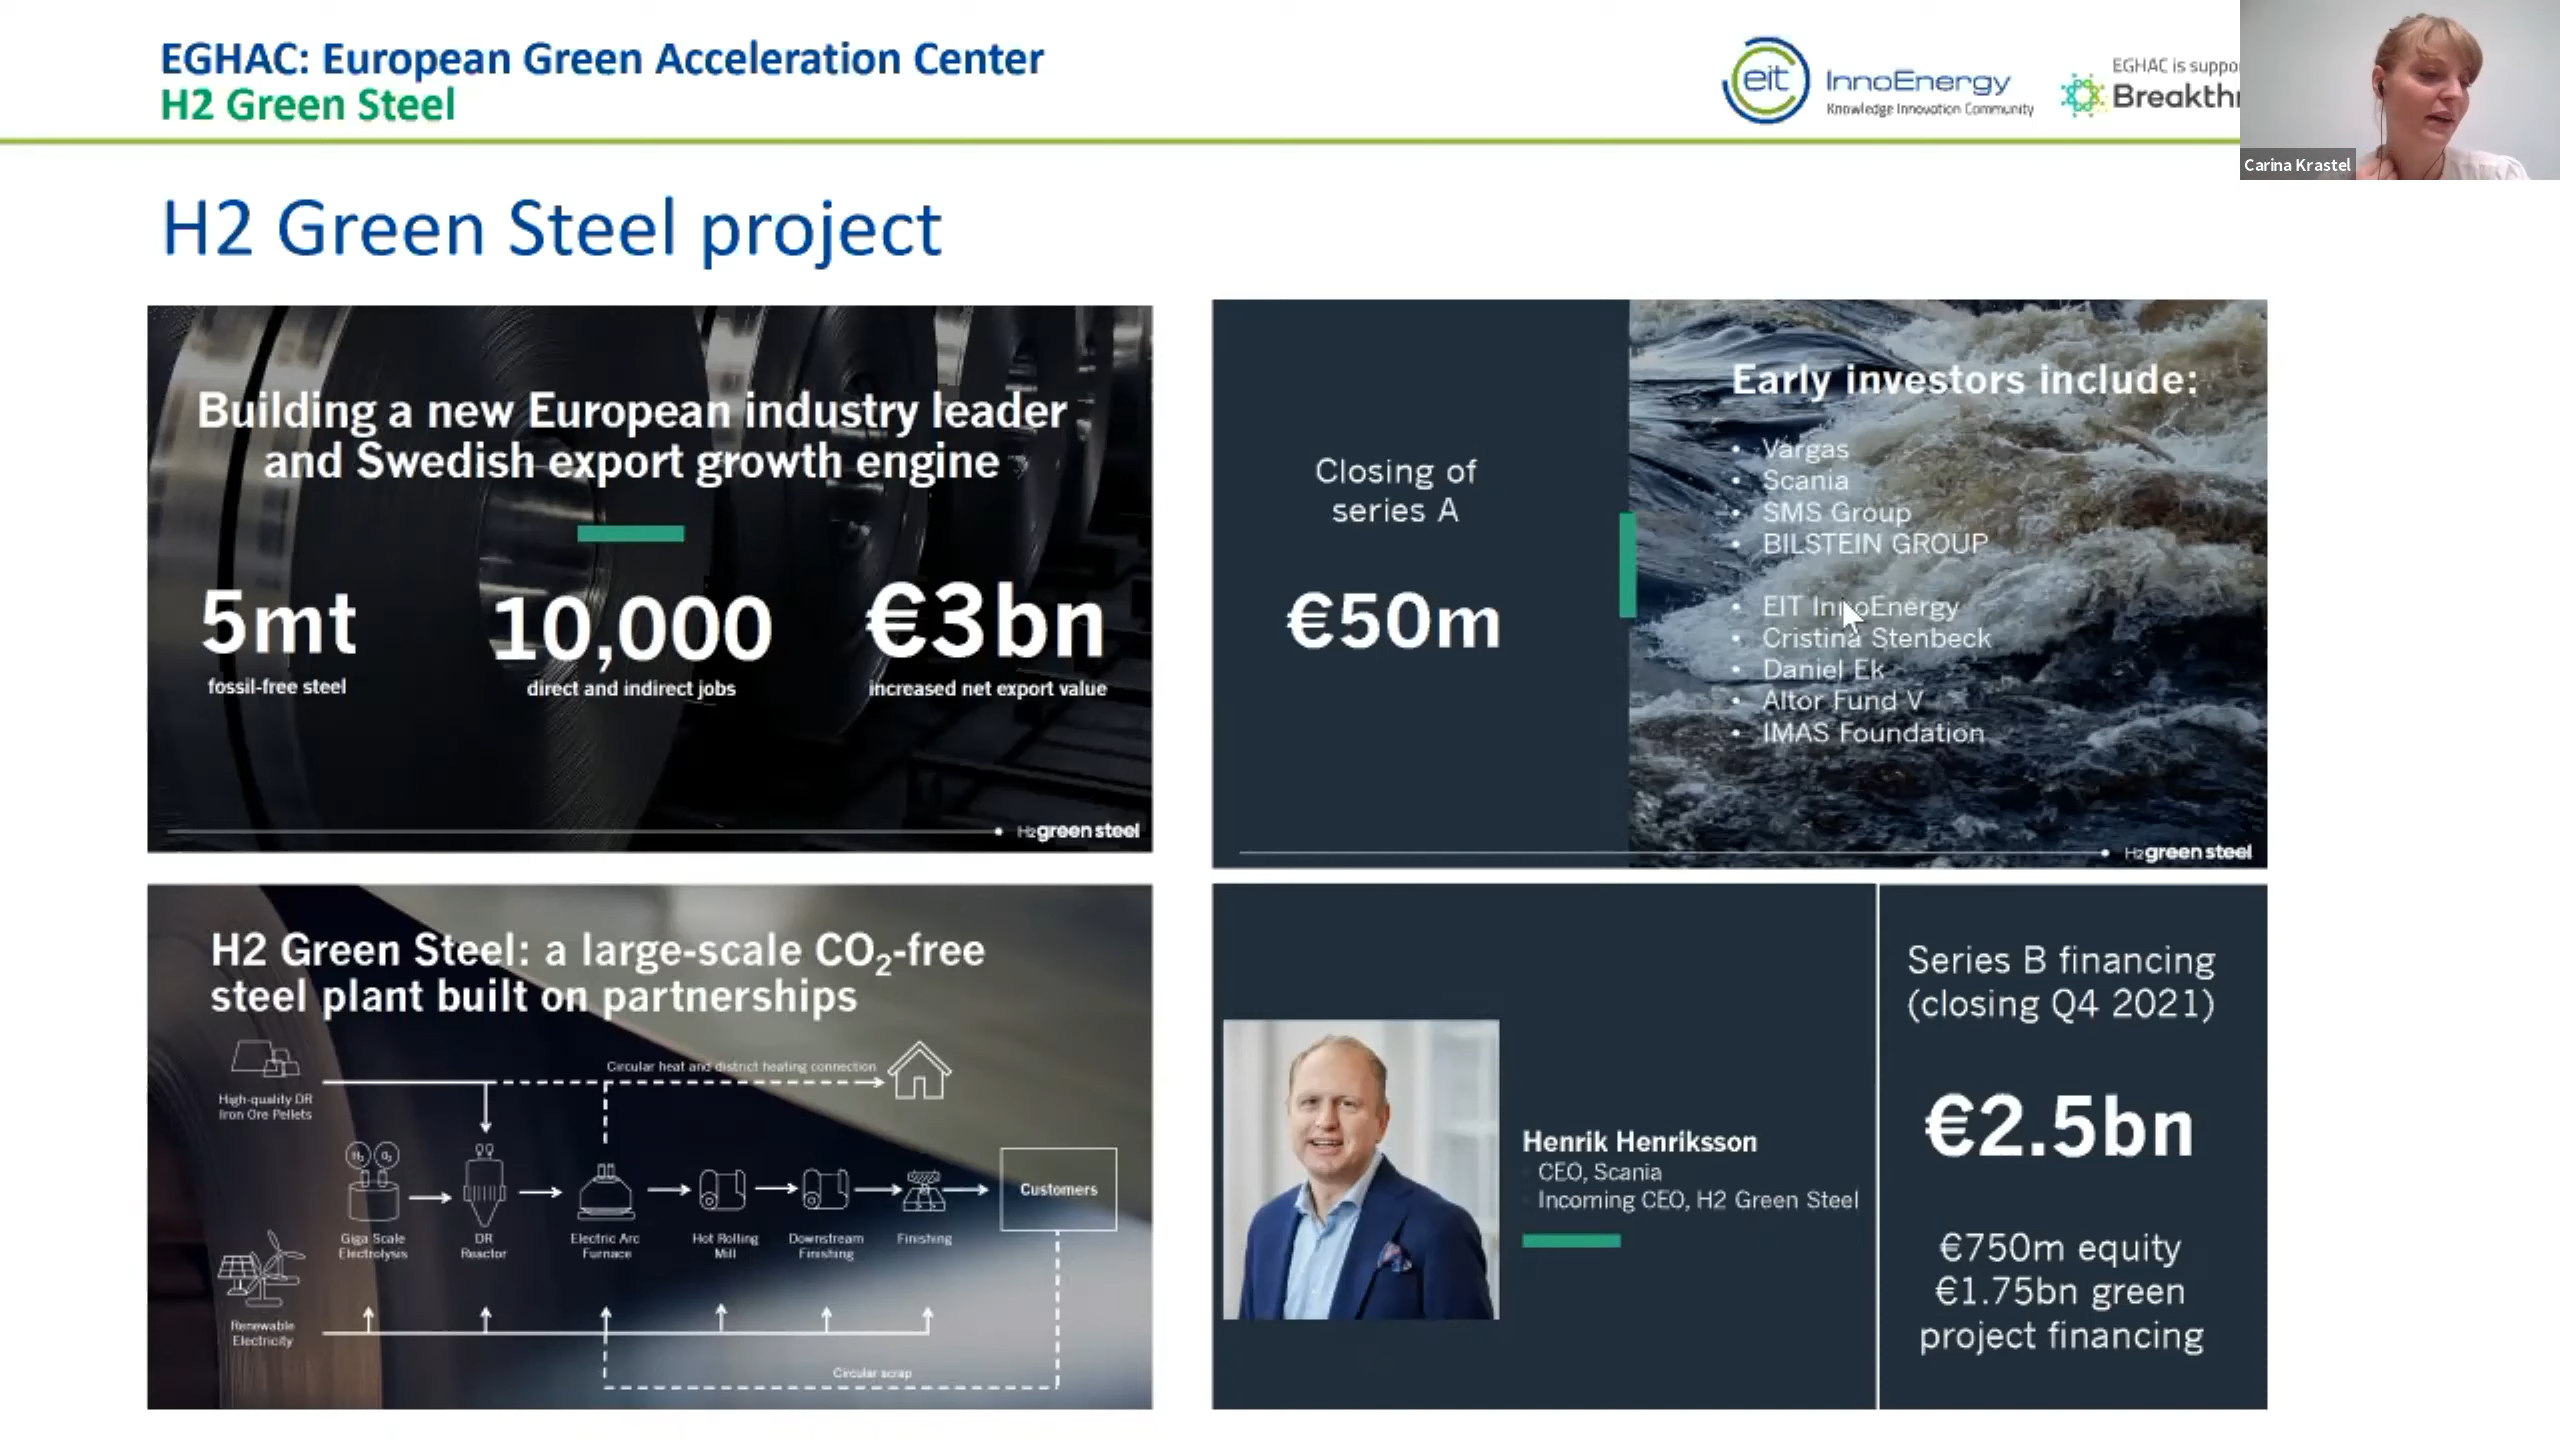 EGHAC: European Green Acceleration Center
H2 Green Steel
eit
InnoEnergy
Knowledge Innovation Community
EGHAC is suppo
Breakthr
Carina Krastel
H2 Green Steel project
Building a new European industry leader
and Swedish export growth engine
5mt
fossil-free steel
10,000
direct and indirect jobs
€3bn
increased net export value
H2 green steel
Closing of
series A
€50m
Early investors include:
• Vargas
• Scania
• SMS Group
• BILSTEIN GROUP
• EIT InnoEnergy
• Cristina Stenbeck
• Daniel Ek
• Altor Fund V
• IMAS Foundation
H2 green steel
H2 Green Steel: a large-scale CO₂-free
steel plant built on partnerships
Circular heat and district heating connection
High-quality DR
Iron Ore Pellets
H₂ O₂
Giga Scale
Electrolysis
DR
Reactor
Electric Arc
Furnace
Hot Rolling
Mill
Downstream
Finishing
Finishing
Customers
Renewable
Electricity
Circular scrap
Henrik Henriksson
CEO, Scania
Incoming CEO, H2 Green Steel
Series B financing
(closing Q4 2021)
€2.5bn
€750m equity
€1.75bn green
project financing